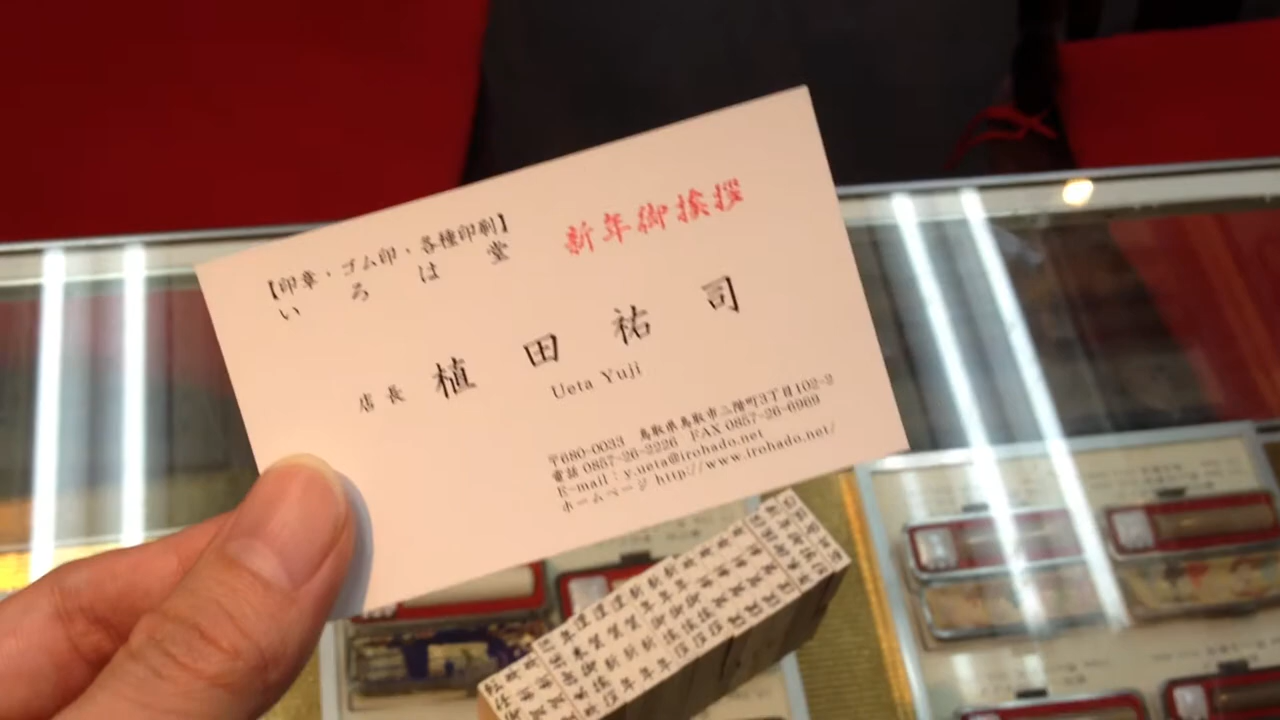 【印章・ゴム印・各種印刷】
いろは堂
新年御挨拶
店長 植田祐司
Ueta Yuji
〒680-0033 鳥取県鳥取市二階町3丁目102-2
電話 0857-26-2226 FAX 0857-26-6969
E-mail：y.ueta@irohado.net
ホームページ http://www.irohado.net/